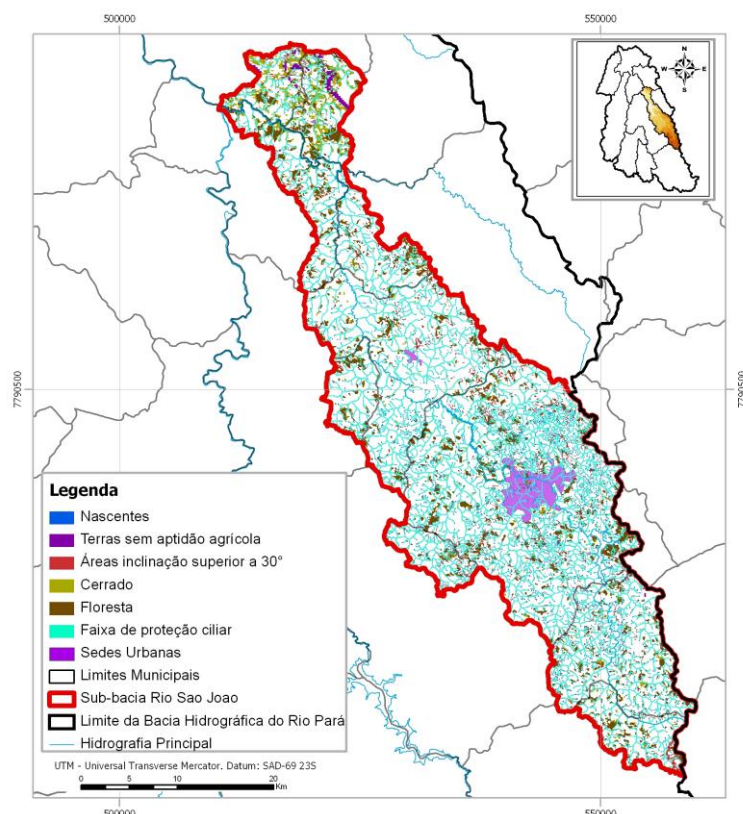 500000 550000
N
W E
S
7790500 7790500
Legenda
Nascentes
Terras sem aptidão agrícola
Áreas inclinação superior a 30°
Cerrado
Floresta
Faixa de proteção ciliar
Sedes Urbanas
Limites Municipais
Sub-bacia Rio Sao Joao
Limite da Bacia Hidrográfica do Rio Pará
Hidrografia Principal
UTM - Universal Transverse Mercator. Datum: SAD-69 23S
0 5 10 20
Km
500000 550000